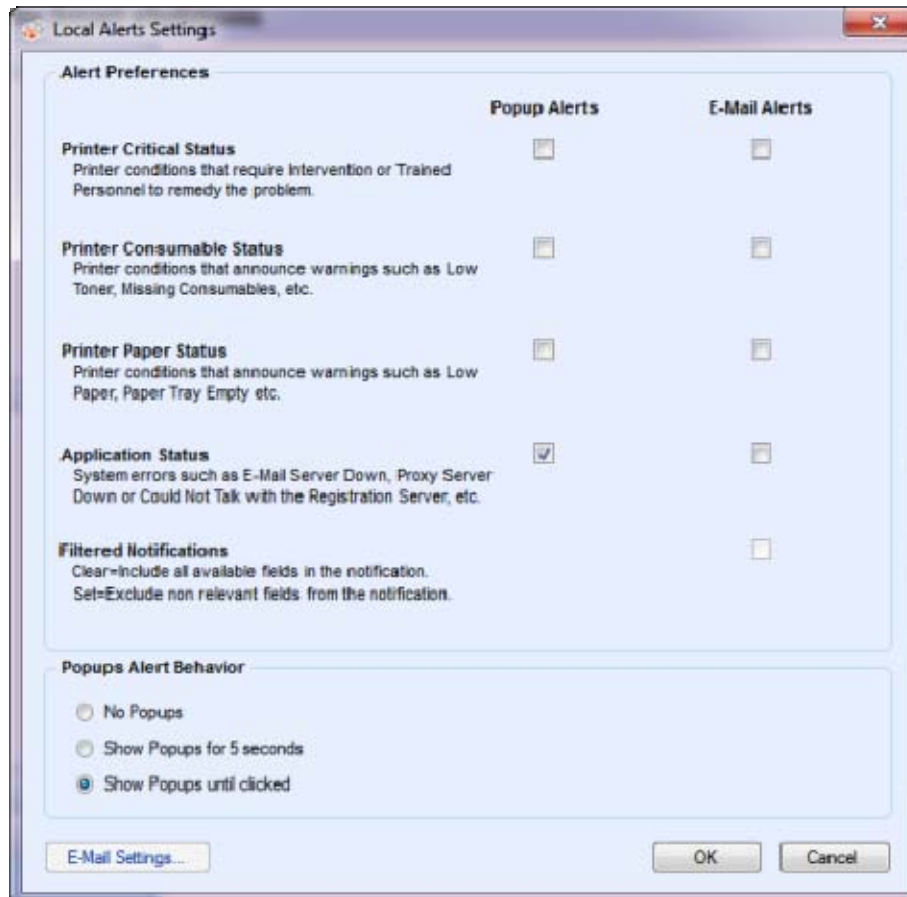 Local Alerts Settings
Alert Preferences
Popup Alerts E-Mail Alerts
Printer Critical Status
Printer conditions that require Intervention or Trained
Personnel to remedy the problem.
Printer Consumable Status
Printer conditions that announce warnings such as Low
Toner, Missing Consumables, etc.
Printer Paper Status
Printer conditions that announce warnings such as Low
Paper, Paper Tray Empty etc.
Application Status
System errors such as E-Mail Server Down, Proxy Server
Down or Could Not Talk with the Registration Server, etc.
Filtered Notifications
Clear=Include all available fields in the notification.
Set=Exclude non relevant fields from the notification.
Popups Alert Behavior
No Popups
Show Popups for 5 seconds
Show Popups until clicked
E-Mail Settings... OK Cancel